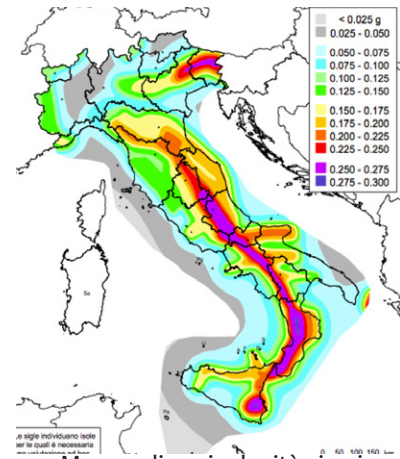 < 0.025 g
0.025 - 0.050
0.050 - 0.075
0.075 - 0.100
0.100 - 0.125
0.125 - 0.150
0.150 - 0.175
0.175 - 0.200
0.200 - 0.225
0.225 - 0.250
0.250 - 0.275
0.275 - 0.300
Le sigle individuano isole
per le quali è necessaria
0 50 100 150 km